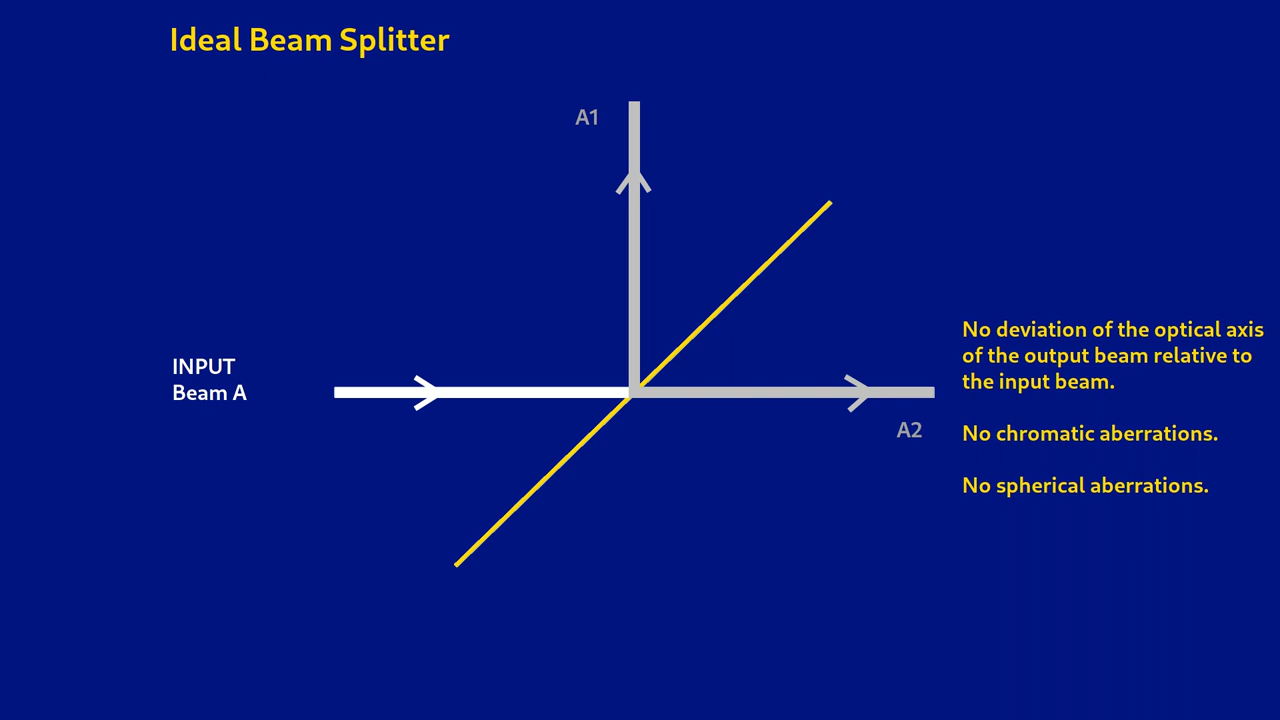 Ideal Beam Splitter
A1
INPUT
Beam A
A2
No deviation of the optical axis
of the output beam relative to
the input beam.
No chromatic aberrations.
No spherical aberrations.